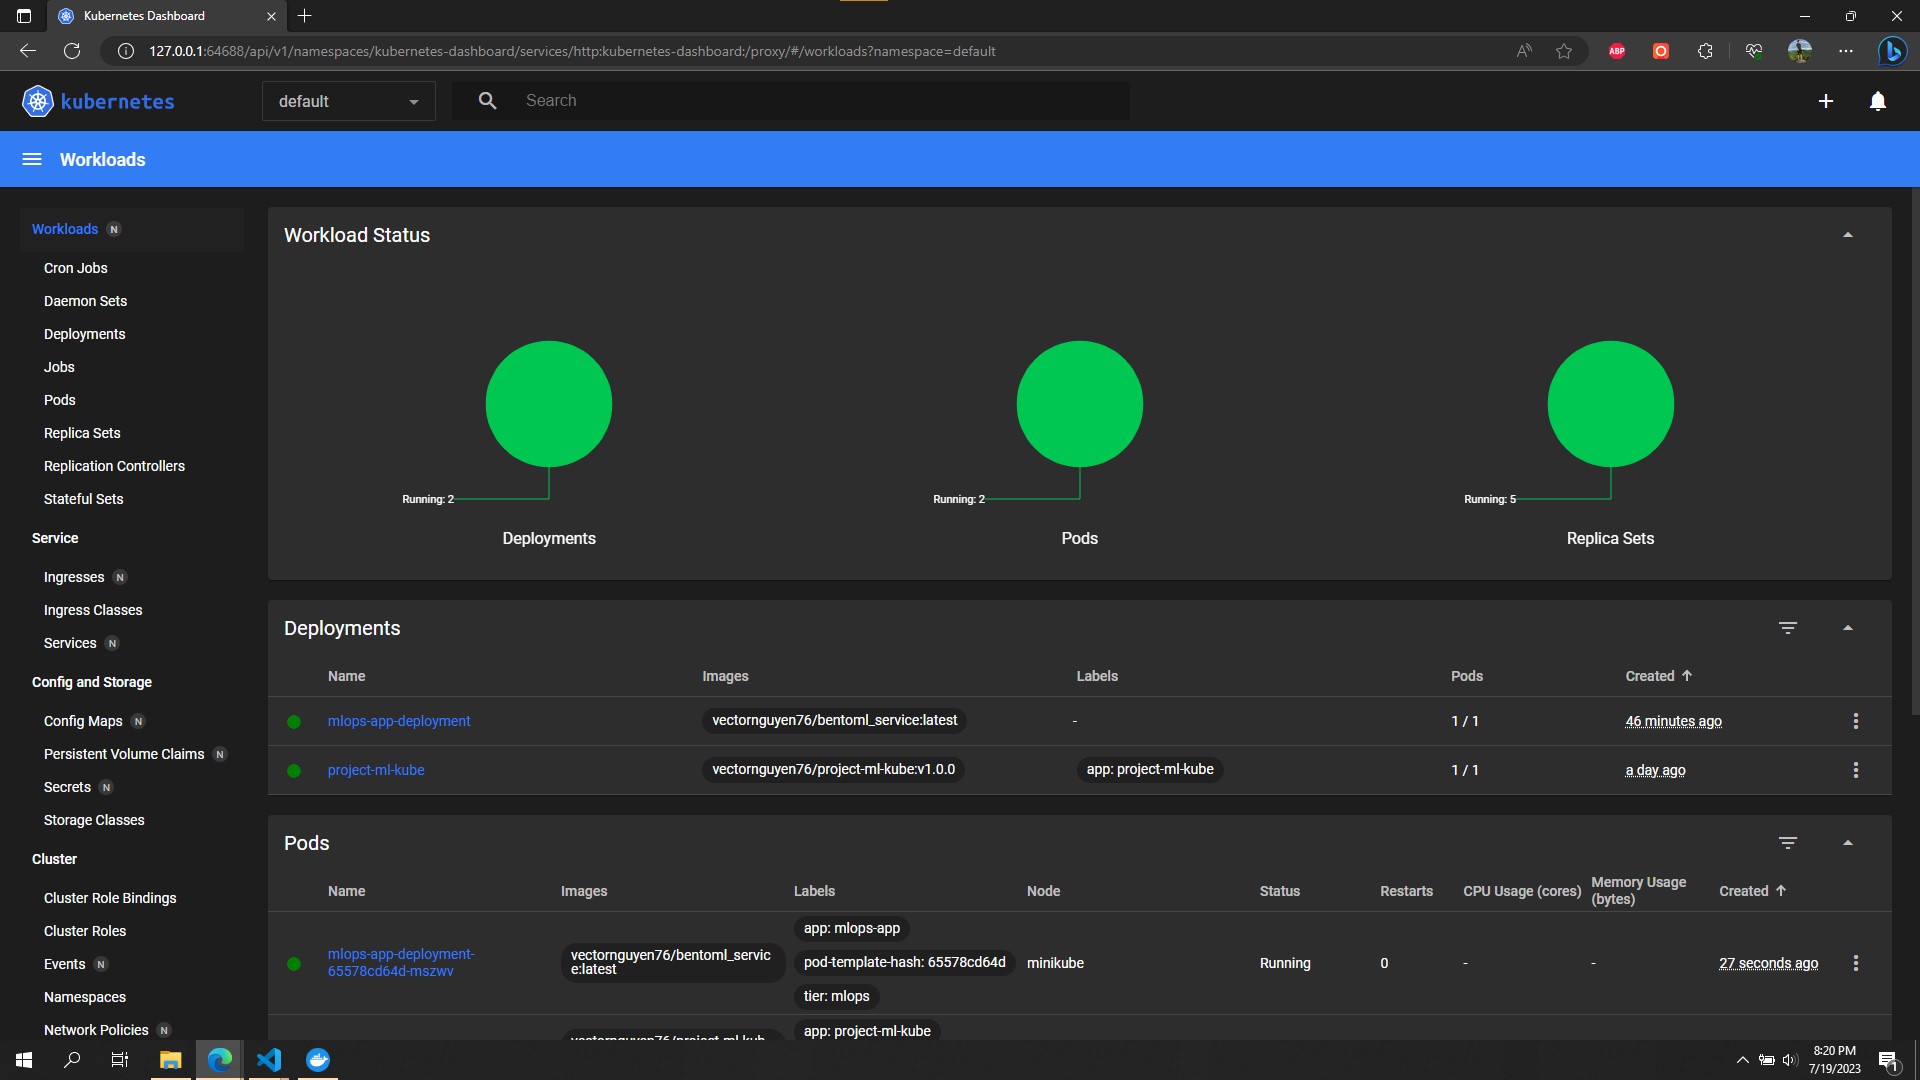 Kubernetes Dashboard
127.0.0.1:64688/api/v1/namespaces/kubernetes-dashboard/services/http:kubernetes-dashboard:/proxy/#/workloads?namespace=default
ABP
kubernetes
default
Search
Workloads
Workloads N
Cron Jobs
Daemon Sets
Deployments
Jobs
Pods
Replica Sets
Replication Controllers
Stateful Sets
Service
Ingresses N
Ingress Classes
Services N
Config and Storage
Config Maps N
Persistent Volume Claims N
Secrets N
Storage Classes
Cluster
Cluster Role Bindings
Cluster Roles
Events N
Namespaces
Network Policies N
Workload Status
Running: 2
Deployments
Running: 2
Pods
Running: 5
Replica Sets
Deployments
Name Images Labels Pods Created
mlops-app-deployment vectornguyen76/bentoml_service:latest - 1 / 1 46 minutes ago
project-ml-kube vectornguyen76/project-ml-kube:v1.0.0 app: project-ml-kube 1 / 1 a day ago
Pods
Name Images Labels Node Status Restarts CPU Usage (cores) Memory Usage (bytes) Created
mlops-app-deployment-
65578cd64d-mszwv
vectornguyen76/bentoml_servic
e:latest
app: mlops-app
pod-template-hash: 65578cd64d
tier: mlops
minikube Running 0 - - 27 seconds ago
vectornguyen76/project-ml-kub
app: project-ml-kube
8:20 PM
7/19/2023
1